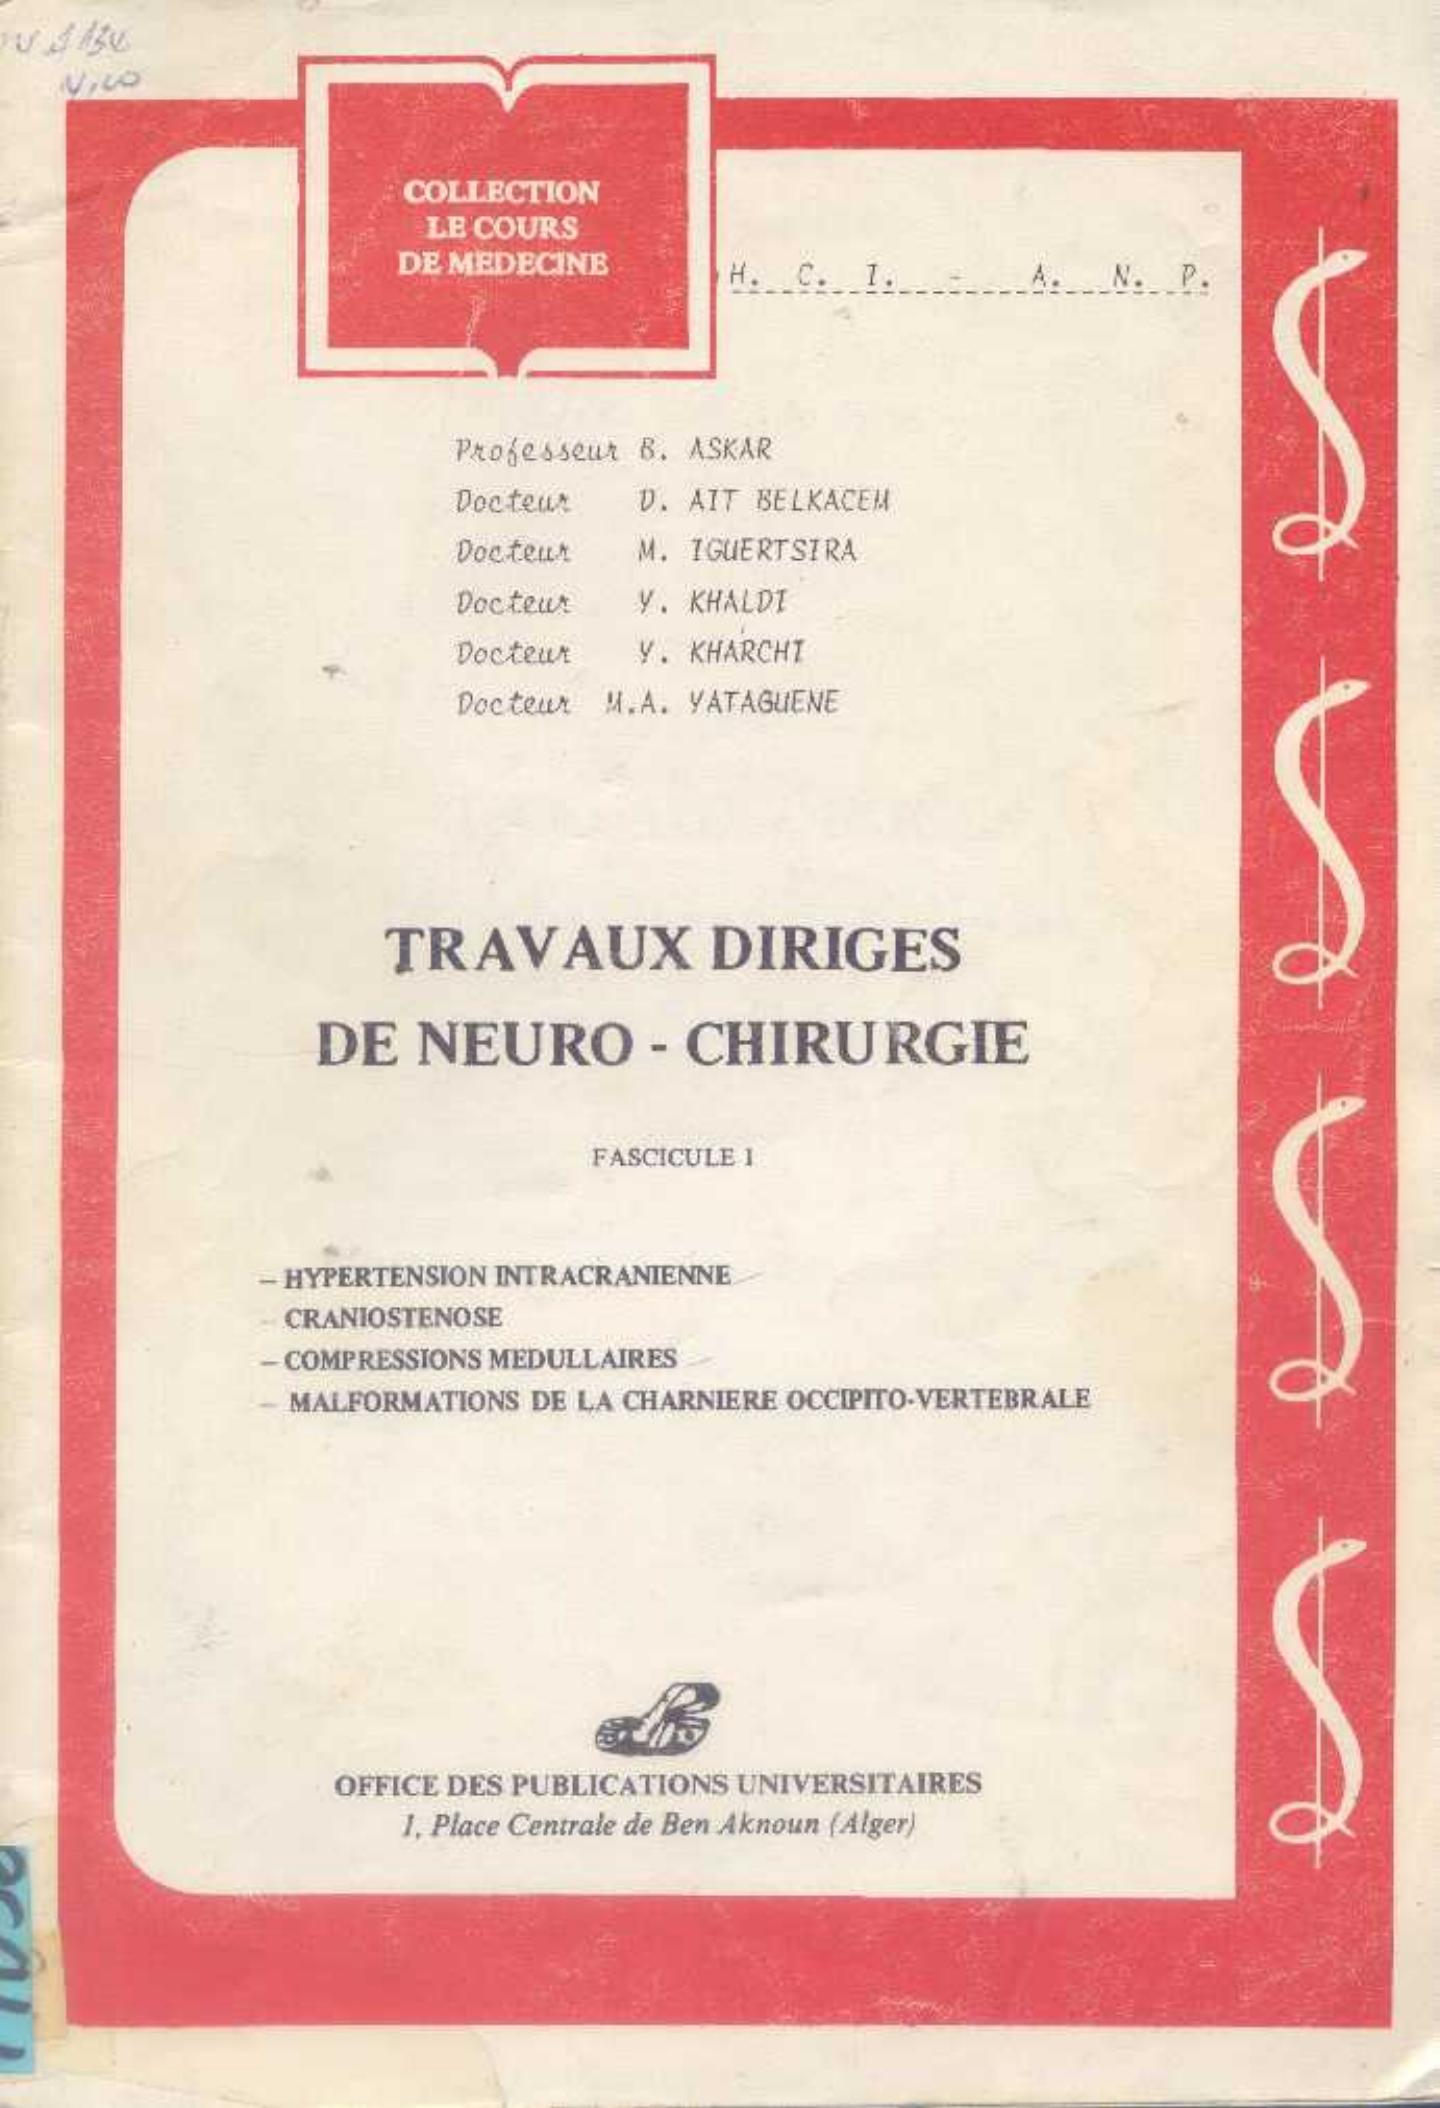 COLLECTION
LE COURS
DE MEDECINE
H. C. I. - A. N. P.
Professeur B. ASKAR
Docteur D. AIT BELKACEM
Docteur M. IGUERTSIRA
Docteur Y. KHALDI
Docteur Y. KHARCHI
Docteur M.A. YATAGUENE
TRAVAUX DIRIGES
DE NEURO - CHIRURGIE
FASCICULE 1
– HYPERTENSION INTRACRANIENNE
– CRANIOSTENOSE
– COMPRESSIONS MEDULLAIRES
– MALFORMATIONS DE LA CHARNIERE OCCIPITO-VERTEBRALE
OFFICE DES PUBLICATIONS UNIVERSITAIRES
1, Place Centrale de Ben Aknoun (Alger)